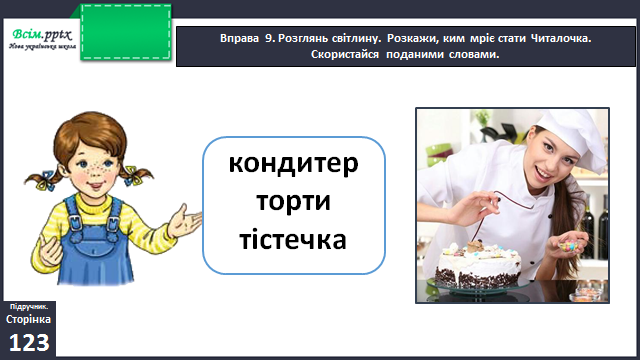 Всім.pptx
Нова українська школа
Вправа 9. Розглянь світлину. Розкажи, ким мріє стати Читалочка.
Скористайся поданими словами.
кондитер
торти
тістечка
Підручник.
Сторінка
123